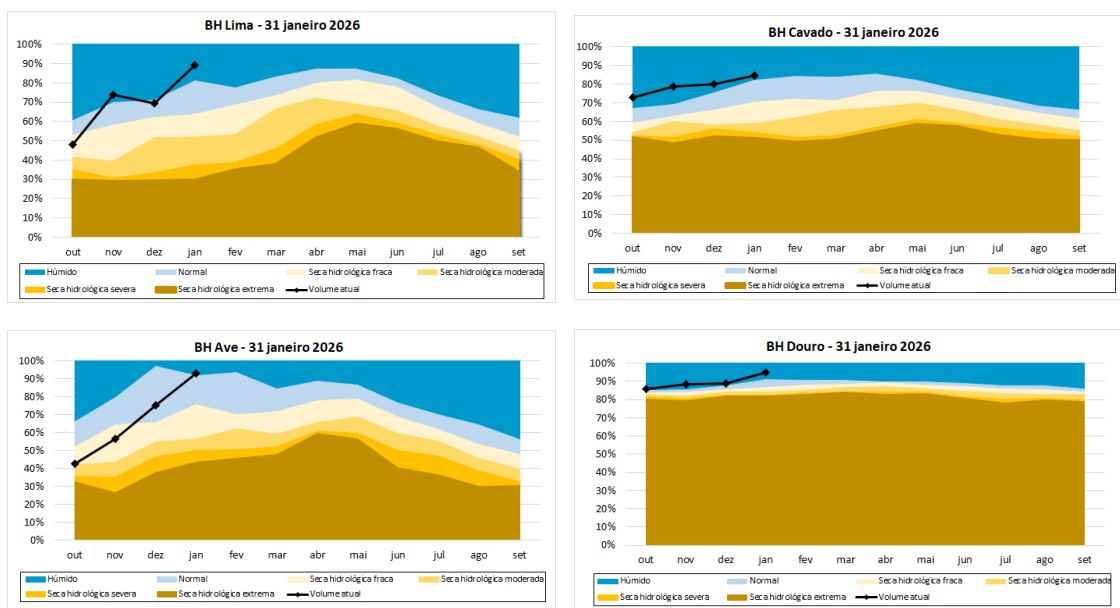 BH Lima - 31 janeiro 2026
100%
90%
80%
70%
60%
50%
40%
30%
20%
10%
0%
out nov dez jan fev mar abr mai jun jul ago set
Húmido Normal Seca hidrológica fraca Seca hidrológica moderada
Seca hidrológica severa Seca hidrológica extrema Volume atual
BH Cavado - 31 janeiro 2026
100%
90%
80%
70%
60%
50%
40%
30%
20%
10%
0%
out nov dez jan fev mar abr mai jun jul ago set
Húmido Normal Seca hidrológica fraca Seca hidrológica moderada
Seca hidrológica severa Seca hidrológica extrema Volume atual
BH Ave - 31 janeiro 2026
100%
90%
80%
70%
60%
50%
40%
30%
20%
10%
0%
out nov dez jan fev mar abr mai jun jul ago set
Húmido Normal Seca hidrológica fraca Seca hidrológica moderada
Seca hidrológica severa Seca hidrológica extrema Volume atual
BH Douro - 31 janeiro 2026
100%
90%
80%
70%
60%
50%
40%
30%
20%
10%
0%
out nov dez jan fev mar abr mai jun jul ago set
Húmido Normal Seca hidrológica fraca Seca hidrológica moderada
Seca hidrológica severa Seca hidrológica extrema Volume atual